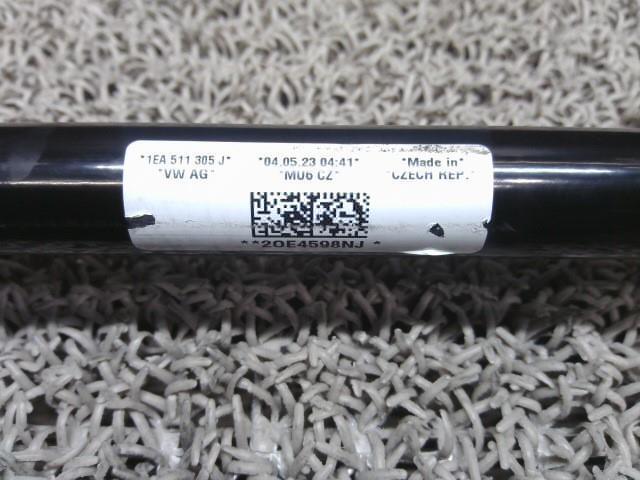 *1EA 511 305 J* *04.05.23 04:41* *Made in*
*VW AG* *MU6 CZ* *CZECH REP.*
**20E4598NJ *